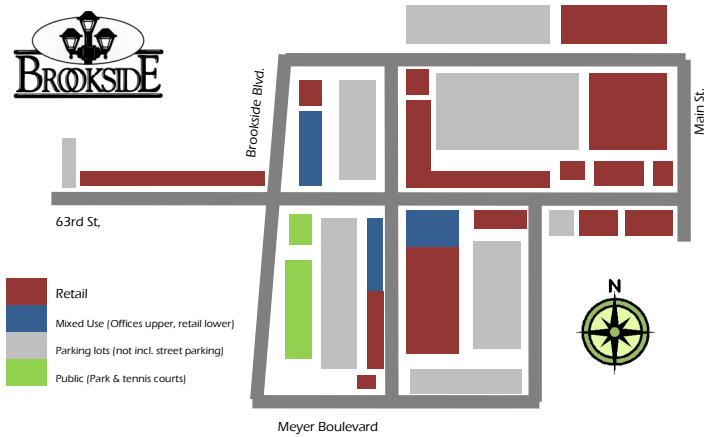 BROOKSIDE
Brookside Blvd.
Main St.
63rd St,
Retail
Mixed Use (Offices upper, retail lower)
Parking lots (not incl. street parking)
Public (Park & tennis courts)
N
Meyer Boulevard